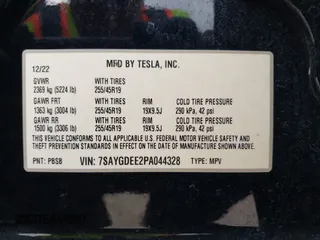 MFD BY TESLA, INC.
12/22
GVWR WITH TIRES
2369 kg (5224 lb) 255/45R19
GAWR FRT WITH TIRES RIM COLD TIRE PRESSURE
1363 kg (3004 lb) 255/45R19 19X9.5J 290 kPa, 42 psi
GAWR RR WITH TIRES RIM COLD TIRE PRESSURE
1500 kg (3306 lb) 255/45R19 19X9.5J 290 kPa, 42 psi
THIS VEHICLE CONFORMS TO ALL APPLICABLE U.S. FEDERAL MOTOR VEHICLE SAFETY AND
THEFT PREVENTION STANDARDS IN EFFECT ON THE DATE OF MANUFACTURE SHOWN ABOVE.
PNT: PBSB VIN: 7SAYGDEE2PA044328 TYPE: MPV